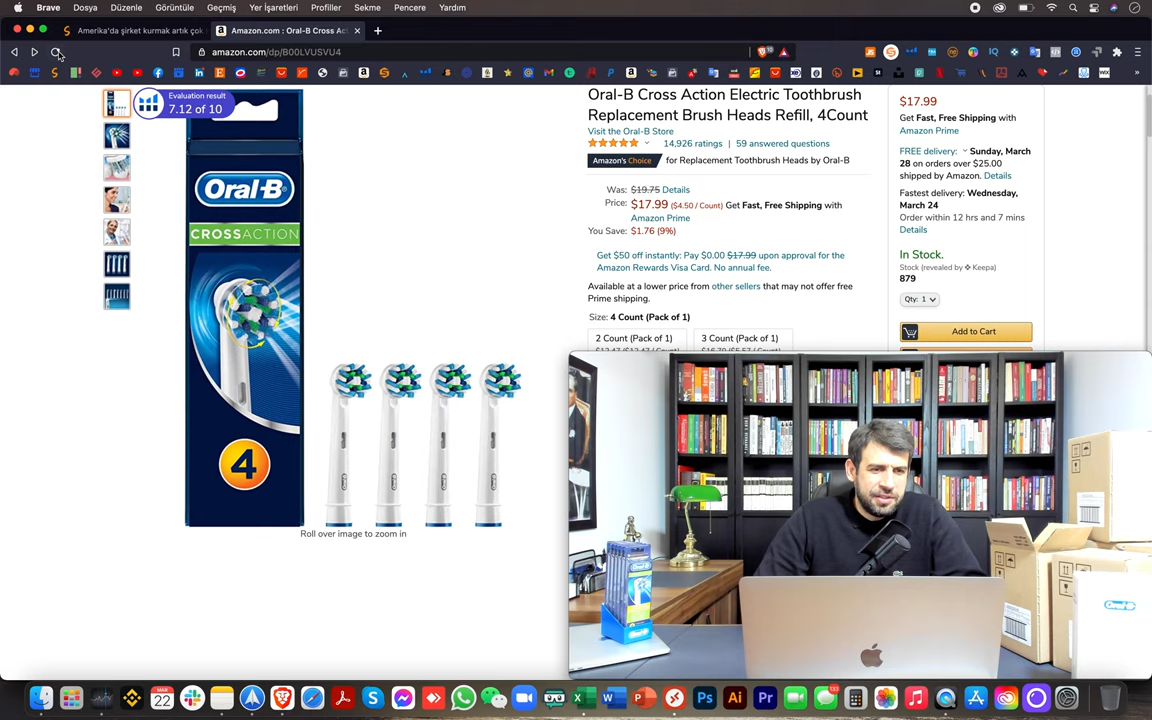 Brave Dosya Düzenle Görüntüle Geçmiş Yer İşaretleri Profiller Sekme Pencere Yardım
Amerika'da şirket kurmak artık çok
Amazon.com : Oral-B Cross Ac
amazon.com/dp/B00LVUSVU4
Evaluation result
7.12 of 10
Oral-B
CROSSACTION
4
Roll over image to zoom in
Oral-B Cross Action Electric Toothbrush
Replacement Brush Heads Refill, 4Count
Visit the Oral-B Store
14,926 ratings | 59 answered questions
Amazon's Choice for Replacement Toothbrush Heads by Oral-B
Was: $19.75 Details
Price: $17.99 ($4.50 / Count) Get Fast, Free Shipping with
Amazon Prime
You Save: $1.76 (9%)
Get $50 off instantly: Pay $0.00 $17.99 upon approval for the
Amazon Rewards Visa Card. No annual fee.
Available at a lower price from other sellers that may not offer free
Prime shipping.
Size: 4 Count (Pack of 1)
2 Count (Pack of 1) 3 Count (Pack of 1)
$17.99
Get Fast, Free Shipping with
Amazon Prime
FREE delivery: Sunday, March
28 on orders over $25.00
shipped by Amazon. Details
Fastest delivery: Wednesday,
March 24
Order within 12 hrs and 7 mins
Details
In Stock.
Stock (revealed by Keepa)
879
Qty: 1
Add to Cart
Oral-B
MAR
22
Ps Ai Pr